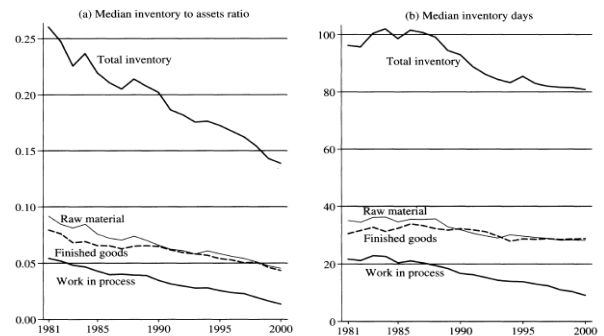 (a) Median inventory to assets ratio
0.25
0.20
0.15
0.10
0.05
0.00
Total inventory
Raw material
Finished goods
Work in process
1981 1985 1990 1995 2000
(b) Median inventory days
100
80
60
40
20
0
Total inventory
Raw material
Finished goods
Work in process
1981 1985 1990 1995 2000